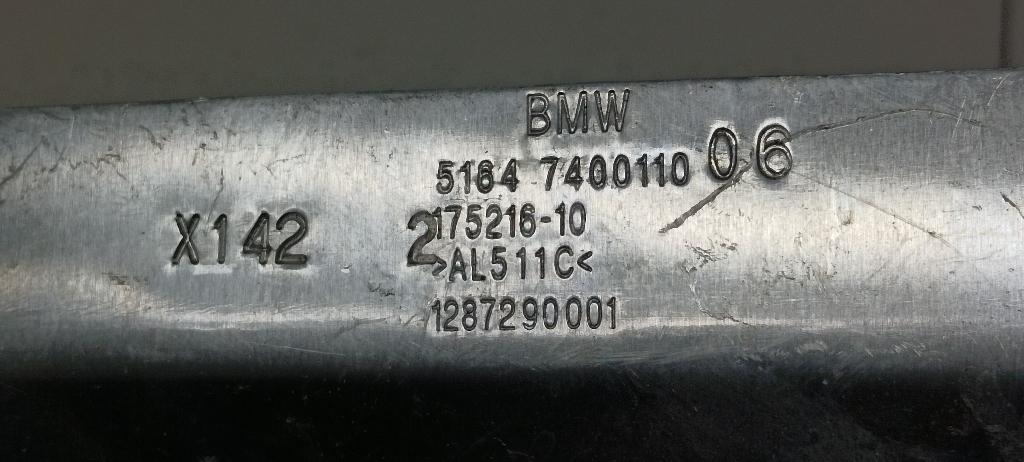 BMW
5164 7400110 06
X142 2 175216-10
>AL511C<
1287290001